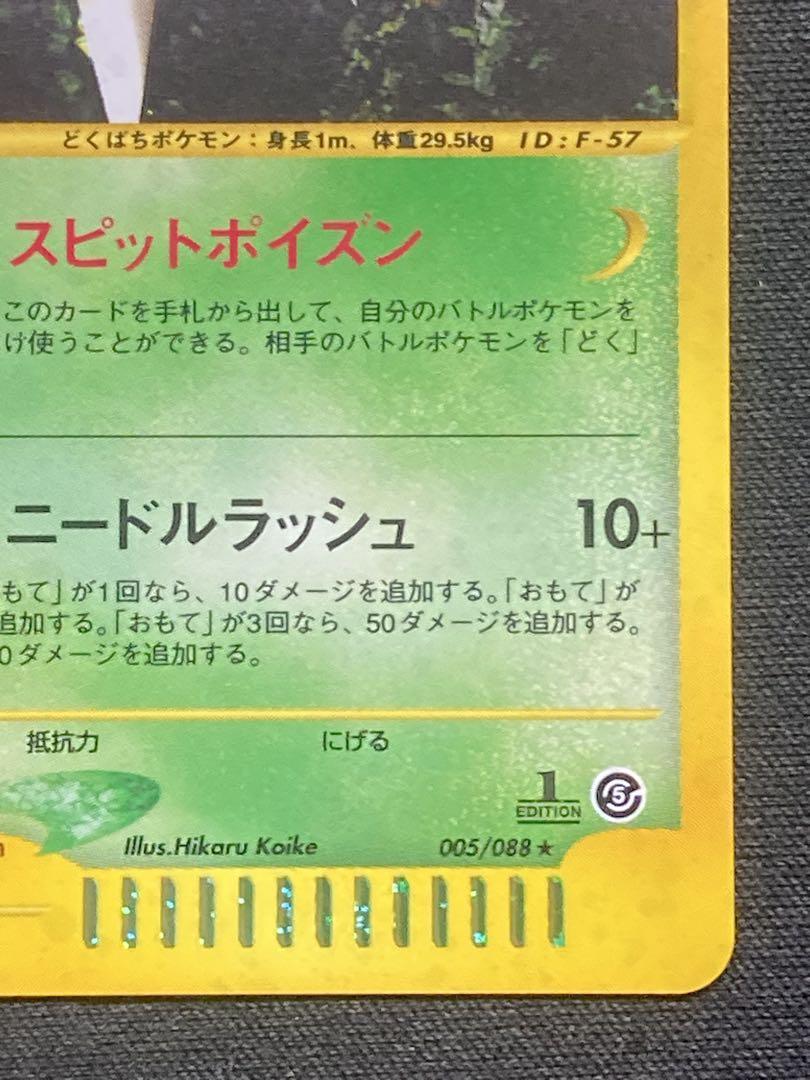 どくばちポケモン：身長1m、体重29.5kg ID：F-57
スピットポイズン
このカードを手札から出して、自分のバトルポケモンを
け使うことができる。相手のバトルポケモンを「どく」
ニードルラッシュ 10+
もて」が1回なら、10ダメージを追加する。「おもて」が
追加する。「おもて」が3回なら、50ダメージを追加する。
0ダメージを追加する。
抵抗力 にげる
1
EDITION 5
Illus.Hikaru Koike 005/088★